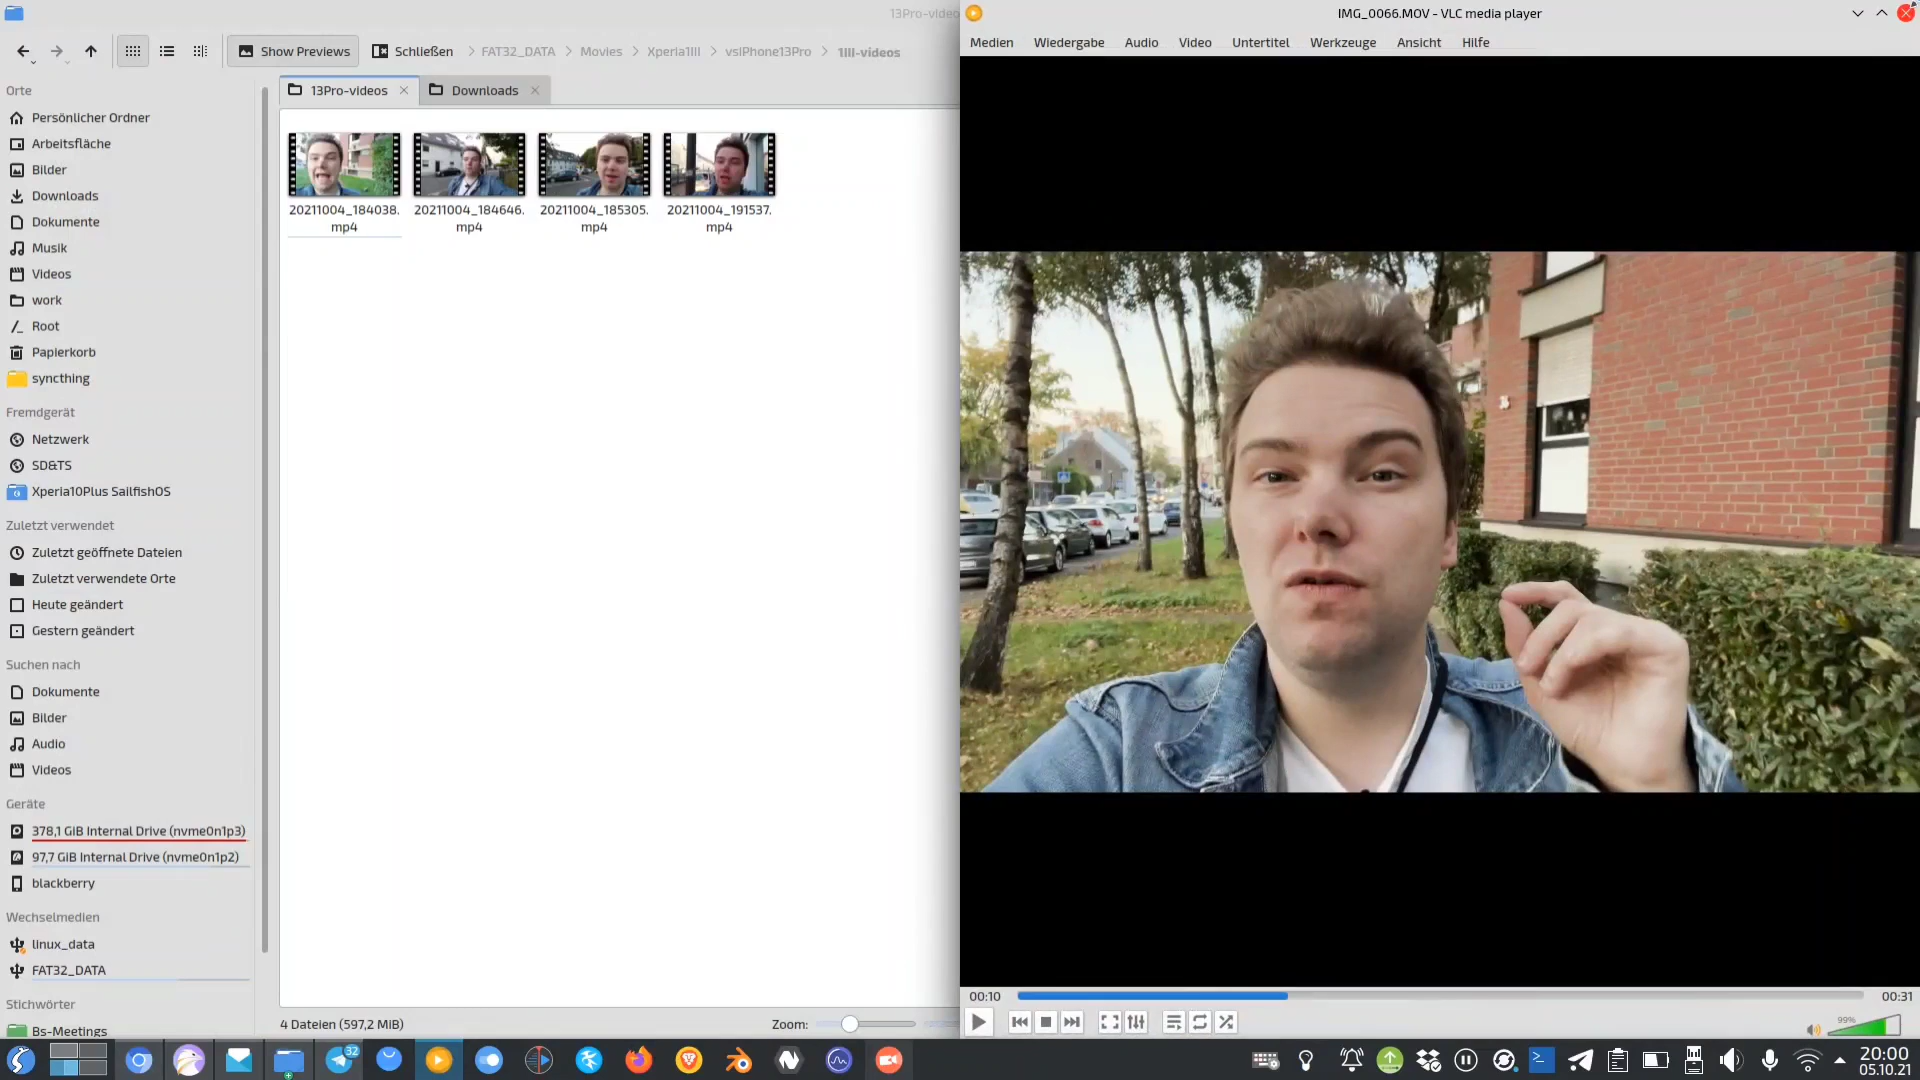 13Pro-video
IMG_0066.MOV - VLC media player
Show Previews
Schließen
FAT32_DATA
Movies
Xperia1III
vsiPhone13Pro
1III-videos
Medien
Wiedergabe
Audio
Video
Untertitel
Werkzeuge
Ansicht
Hilfe
Orte
Persönlicher Ordner
Arbeitsfläche
Bilder
Downloads
Dokumente
Musik
Videos
work
Root
Papierkorb
syncthing
Fremdgerät
Netzwerk
SD&TS
Xperia10Plus SailfishOS
Zuletzt verwendet
Zuletzt geöffnete Dateien
Zuletzt verwendete Orte
Heute geändert
Gestern geändert
Suchen nach
Dokumente
Bilder
Audio
Videos
Geräte
378,1 GiB Internal Drive (nvme0n1p3)
97,7 GiB Internal Drive (nvme0n1p2)
blackberry
Wechselmedien
linux_data
FAT32_DATA
Stichwörter
Bs-Meetings
13Pro-videos
Downloads
20211004_184038.
mp4
20211004_184646.
mp4
20211004_185305.
mp4
20211004_191537.
mp4
4 Dateien (597,2 MiB)
Zoom:
00:10
00:31
99%
32
20:00
05.10.21